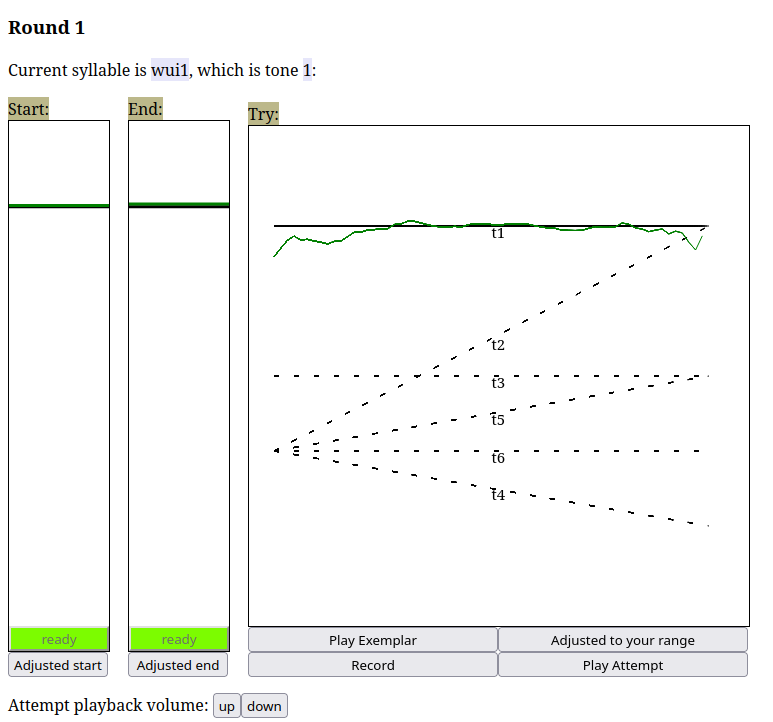 Round 1
Current syllable is wui1, which is tone 1:
Start:
End:
Try:
t1
t2
t3
t5
t6
t4
ready
ready
Play Exemplar
Adjusted to your range
Adjusted start
Adjusted end
Record
Play Attempt
Attempt playback volume: up down